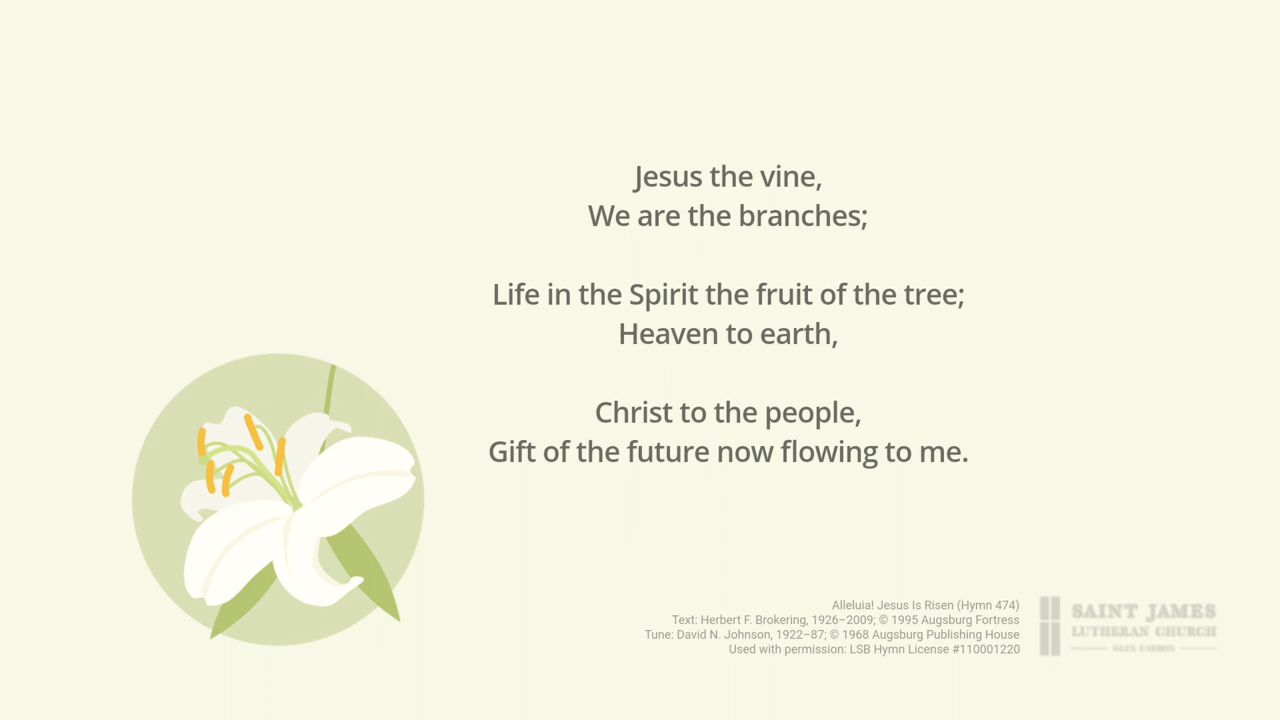 Jesus the vine,
We are the branches;
Life in the Spirit the fruit of the tree;
Heaven to earth,
Christ to the people,
Gift of the future now flowing to me.
Alleluia! Jesus Is Risen (Hymn 474)
Text: Herbert F. Brokering, 1926–2009; © 1995 Augsburg Fortress
Tune: David N. Johnson, 1922–87; © 1968 Augsburg Publishing House
Used with permission: LSB Hymn License #110001220
SAINT JAMES
LUTHERAN CHURCH
GLEN CARBON